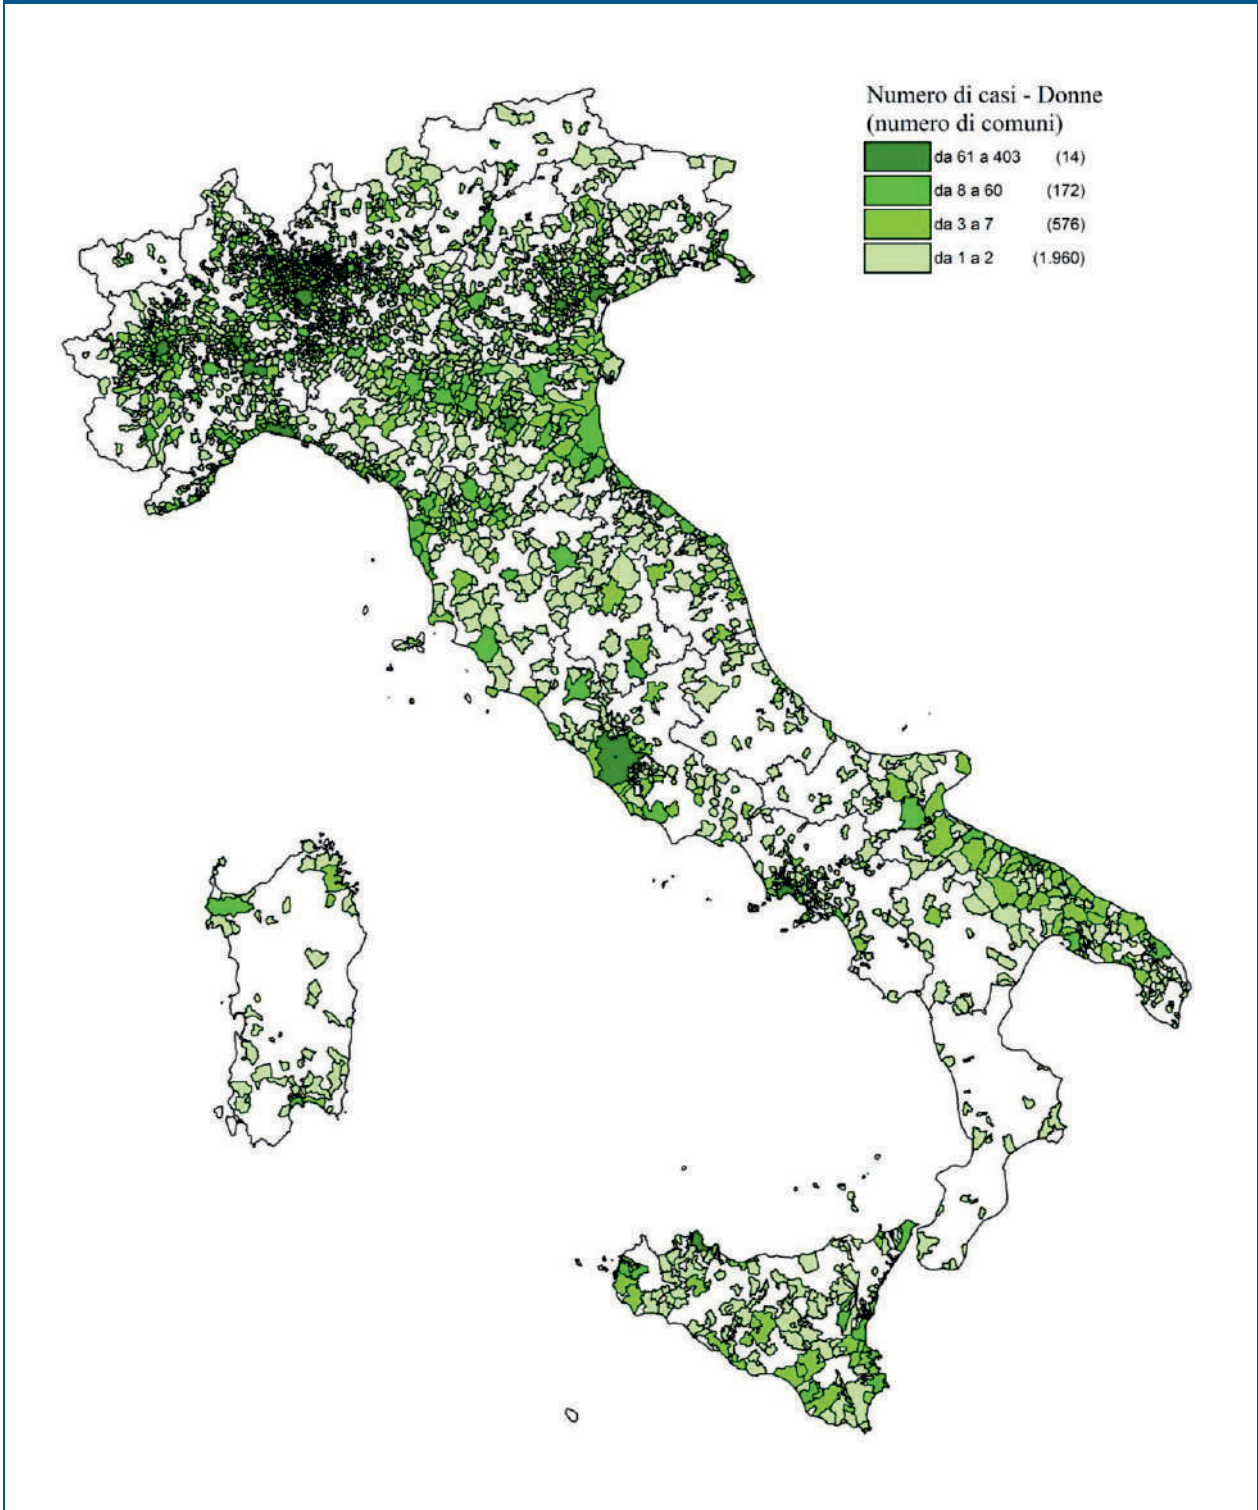 Numero di casi - Donne
(numero di comuni)
da 61 a 403 (14)
da 8 a 60 (172)
da 3 a 7 (576)
da 1 a 2 (1.960)